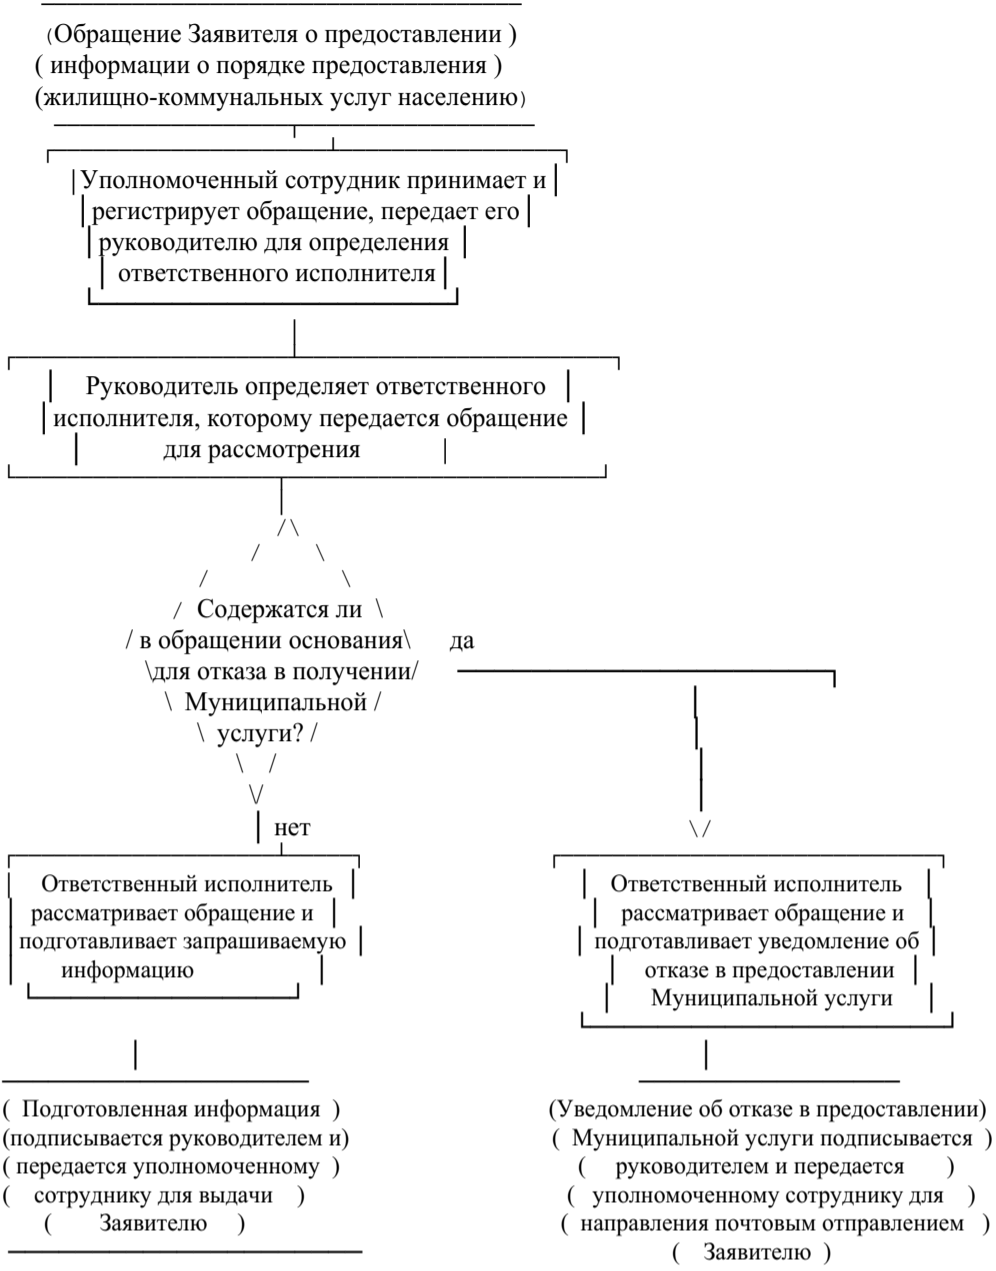 (Обращение Заявителя о предоставлении )
( информации о порядке предоставления )
(жилищно-коммунальных услуг населению)
Уполномоченный сотрудник принимает и
регистрирует обращение, передает его
руководителю для определения
ответственного исполнителя
Руководитель определяет ответственного
исполнителя, которому передается обращение
для рассмотрения
Содержатся ли
в обращении основания
да
для отказа в получении
Муниципальной
услуги?
нет
Ответственный исполнитель
рассматривает обращение и
подготавливает запрашиваемую
информацию
Ответственный исполнитель
рассматривает обращение и
подготавливает уведомление об
отказе в предоставлении
Муниципальной услуги
( Подготовленная информация )
(подписывается руководителем и)
( передается уполномоченному )
( сотруднику для выдачи )
( Заявителю )
(Уведомление об отказе в предоставлении)
( Муниципальной услуги подписывается )
( руководителем и передается )
( уполномоченному сотруднику для )
( направления почтовым отправлением )
( Заявителю )